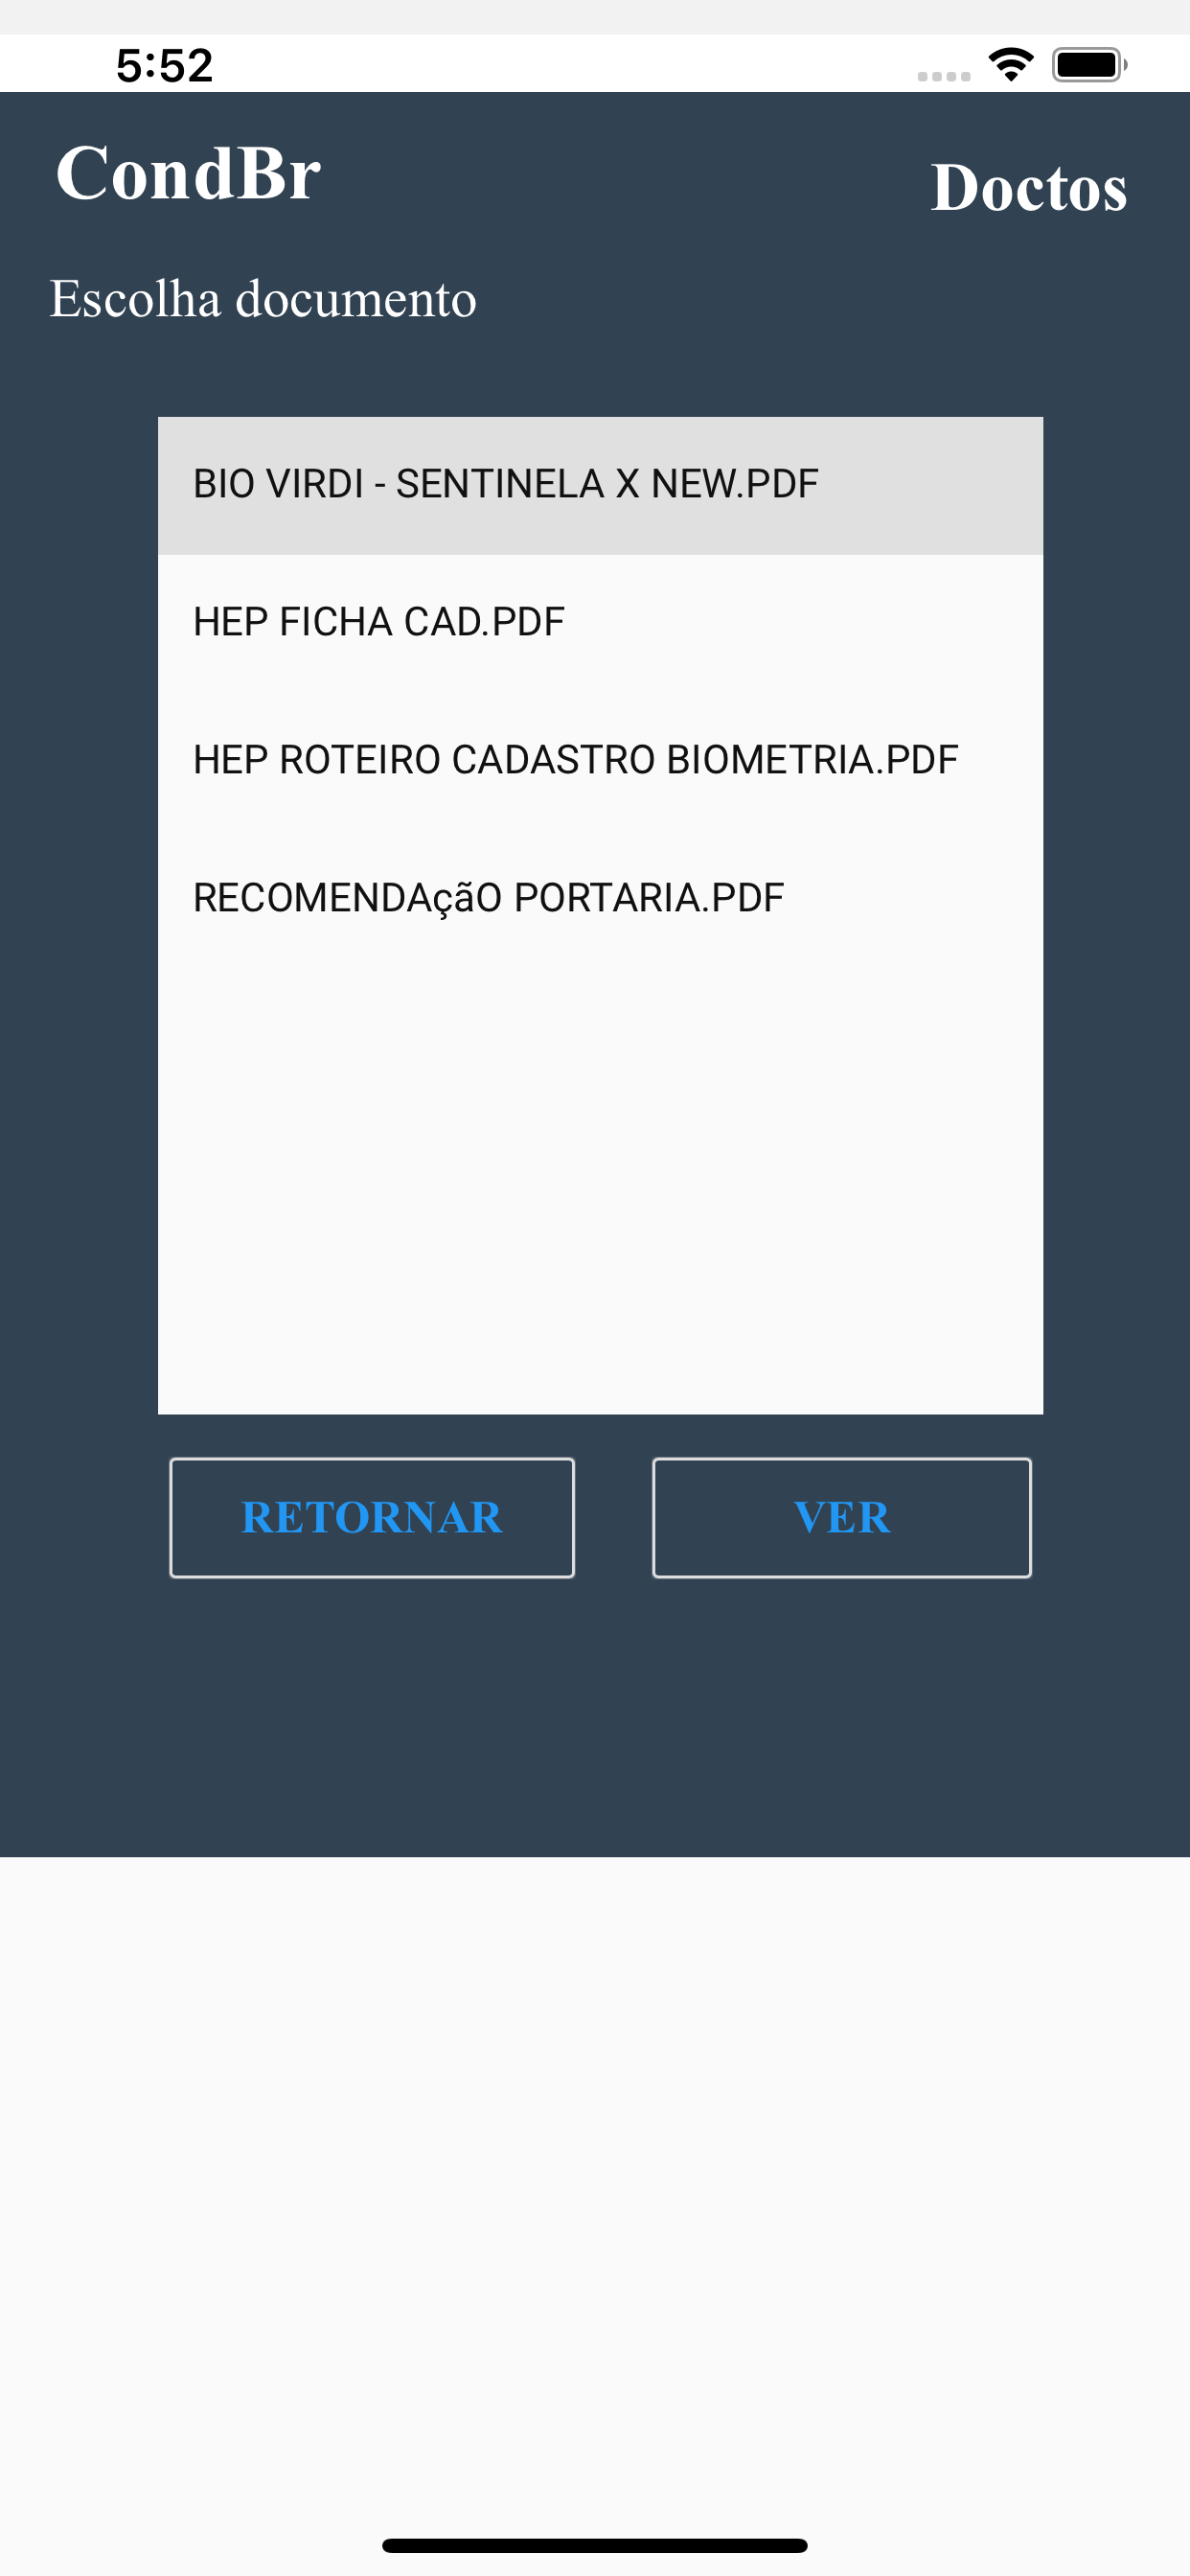 5:52
CondBr
Doctos
Escolha documento
BIO VIRDI - SENTINELA X NEW.PDF
HEP FICHA CAD.PDF
HEP ROTEIRO CADASTRO BIOMETRIA.PDF
RECOMENDAçãO PORTARIA.PDF
RETORNAR
VER